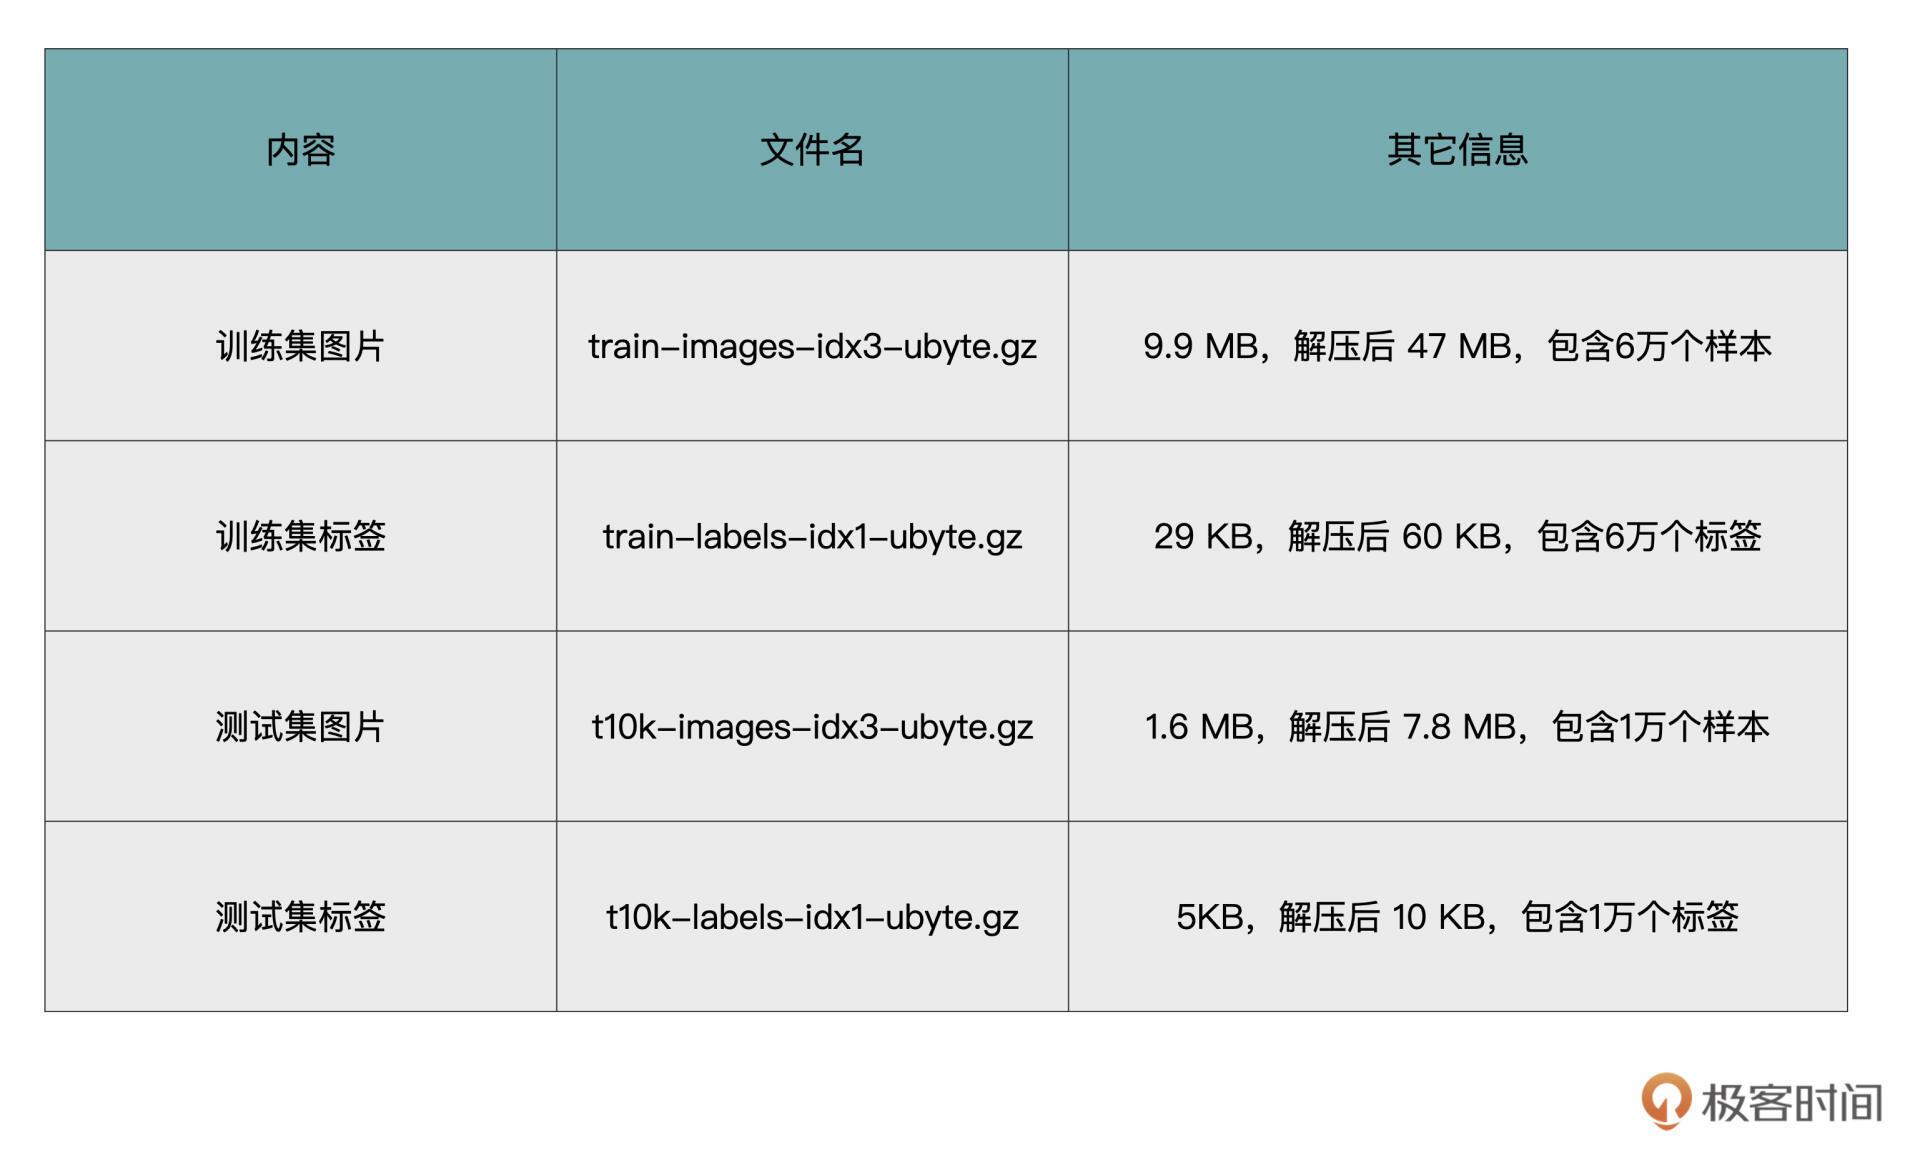 内容 文件名 其它信息
训练集图片 train-images-idx3-ubyte.gz 9.9 MB，解压后 47 MB，包含6万个样本
训练集标签 train-labels-idx1-ubyte.gz 29 KB，解压后 60 KB，包含6万个标签
测试集图片 t10k-images-idx3-ubyte.gz 1.6 MB，解压后 7.8 MB，包含1万个样本
测试集标签 t10k-labels-idx1-ubyte.gz 5KB，解压后 10 KB，包含1万个标签
极客时间